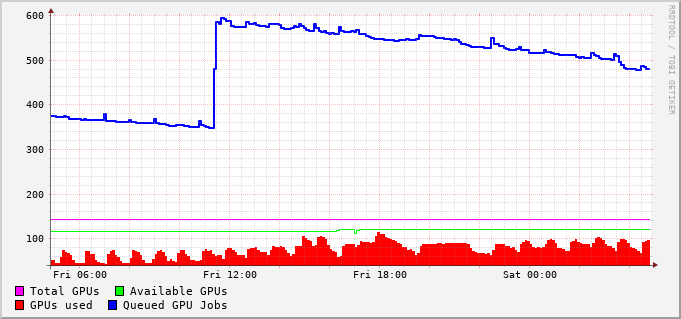 600
500
400
300
200
100
Fri 06:00 Fri 12:00 Fri 18:00 Sat 00:00
Total GPUs Available GPUs
GPUs used Queued GPU Jobs
RRDTOOL / TOBI OETIKER